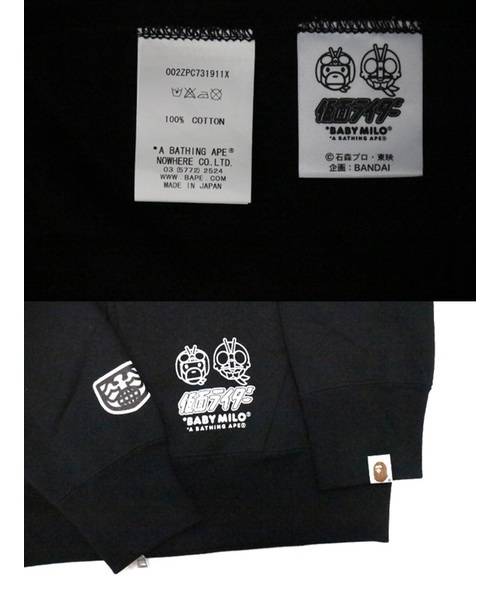 002ZPC731911X
100% COTTON
"A BATHING APE®
NOWHERE CO.LTD.
03 (5772) 2524
WWW. BAPE. COM
MADE IN JAPAN
仮面ライダー
"BABY MILO®
"A BATHING APE®
©石森プロ・東映
企画:BANDAI
仮面ライダー
"BABY MILO"
"A BATHING APE®